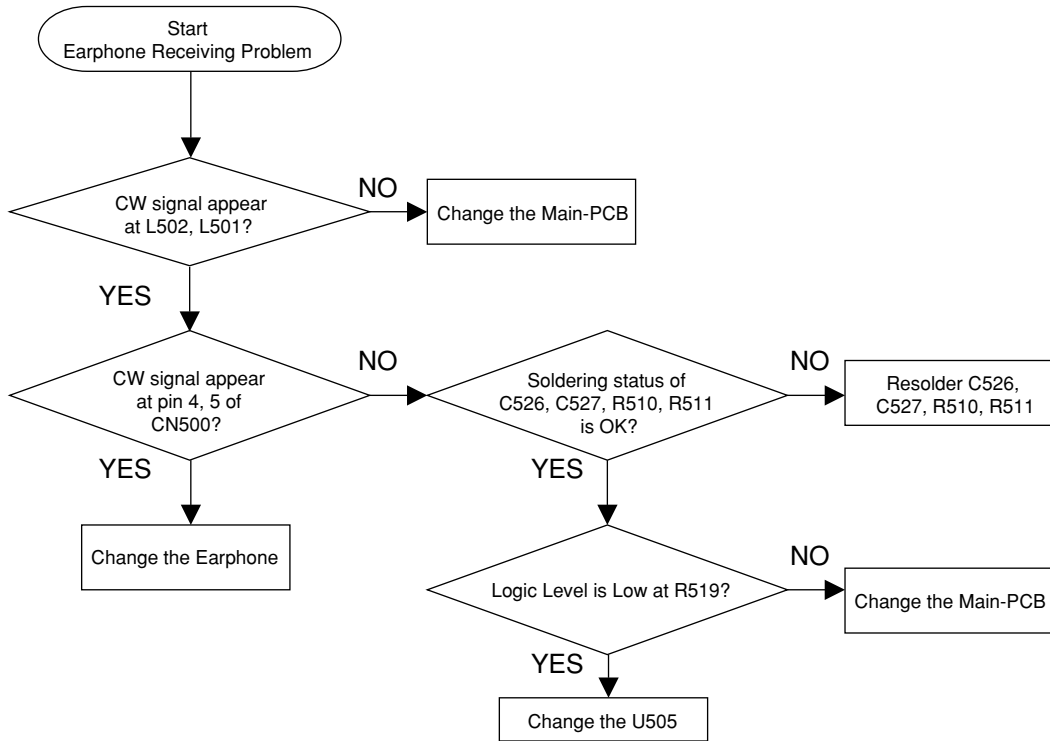 Start
Earphone Receiving Problem
CW signal appear
at L502, L501?
NO
Change the Main-PCB
YES
CW signal appear
at pin 4, 5 of
CN500?
NO
Soldering status of
C526, C527, R510, R511
is OK?
NO
Resolder C526,
C527, R510, R511
YES
Change the Earphone
YES
Logic Level is Low at R519?
NO
Change the Main-PCB
YES
Change the U505